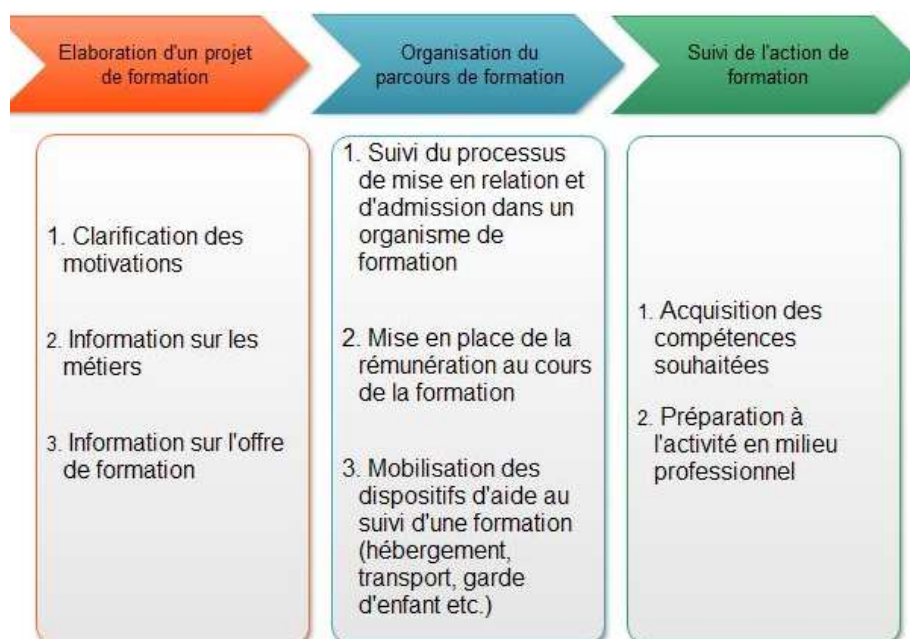 Elaboration d'un projet
de formation
Organisation du
parcours de formation
Suivi de l'action de
formation
1. Clarification des
motivations
2. Information sur les
métiers
3. Information sur l'offre
de formation
1. Suivi du processus
de mise en relation et
d'admission dans un
organisme de
formation
2. Mise en place de la
rémunération au cours
de la formation
3. Mobilisation des
dispositifs d'aide au
suivi d'une formation
(hébergement,
transport, garde
d'enfant etc.)
1. Acquisition des
compétences
souhaitées
2. Préparation à
l'activité en milieu
professionnel